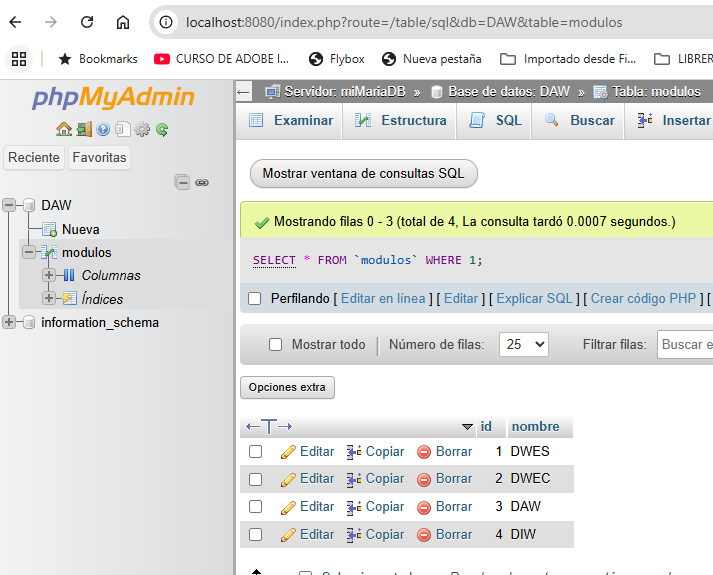 localhost:8080/index.php?route=/table/sql&db=DAW&table=modulos
Bookmarks
CURSO DE ADOBE I...
Flybox
Nueva pestaña
Importado desde Fi...
LIBRER
phpMyAdmin
Servidor: miMariaDB » Base de datos: DAW » Tabla: modulos
Examinar Estructura SQL Buscar Insertar
Reciente Favoritas
Mostrar ventana de consultas SQL
DAW
Nueva
modulos
Columnas
Índices
information_schema
Mostrando filas 0 - 3 (total de 4, La consulta tardó 0.0007 segundos.)
SELECT * FROM `modulos` WHERE 1;
Perfilando [ Editar en línea ] [ Editar ] [ Explicar SQL ] [ Crear código PHP ] [
Mostrar todo Número de filas: 25 Filtrar filas: Buscar e
Opciones extra
←T→ id nombre
Editar Copiar Borrar 1 DWES
Editar Copiar Borrar 2 DWEC
Editar Copiar Borrar 3 DAW
Editar Copiar Borrar 4 DIW